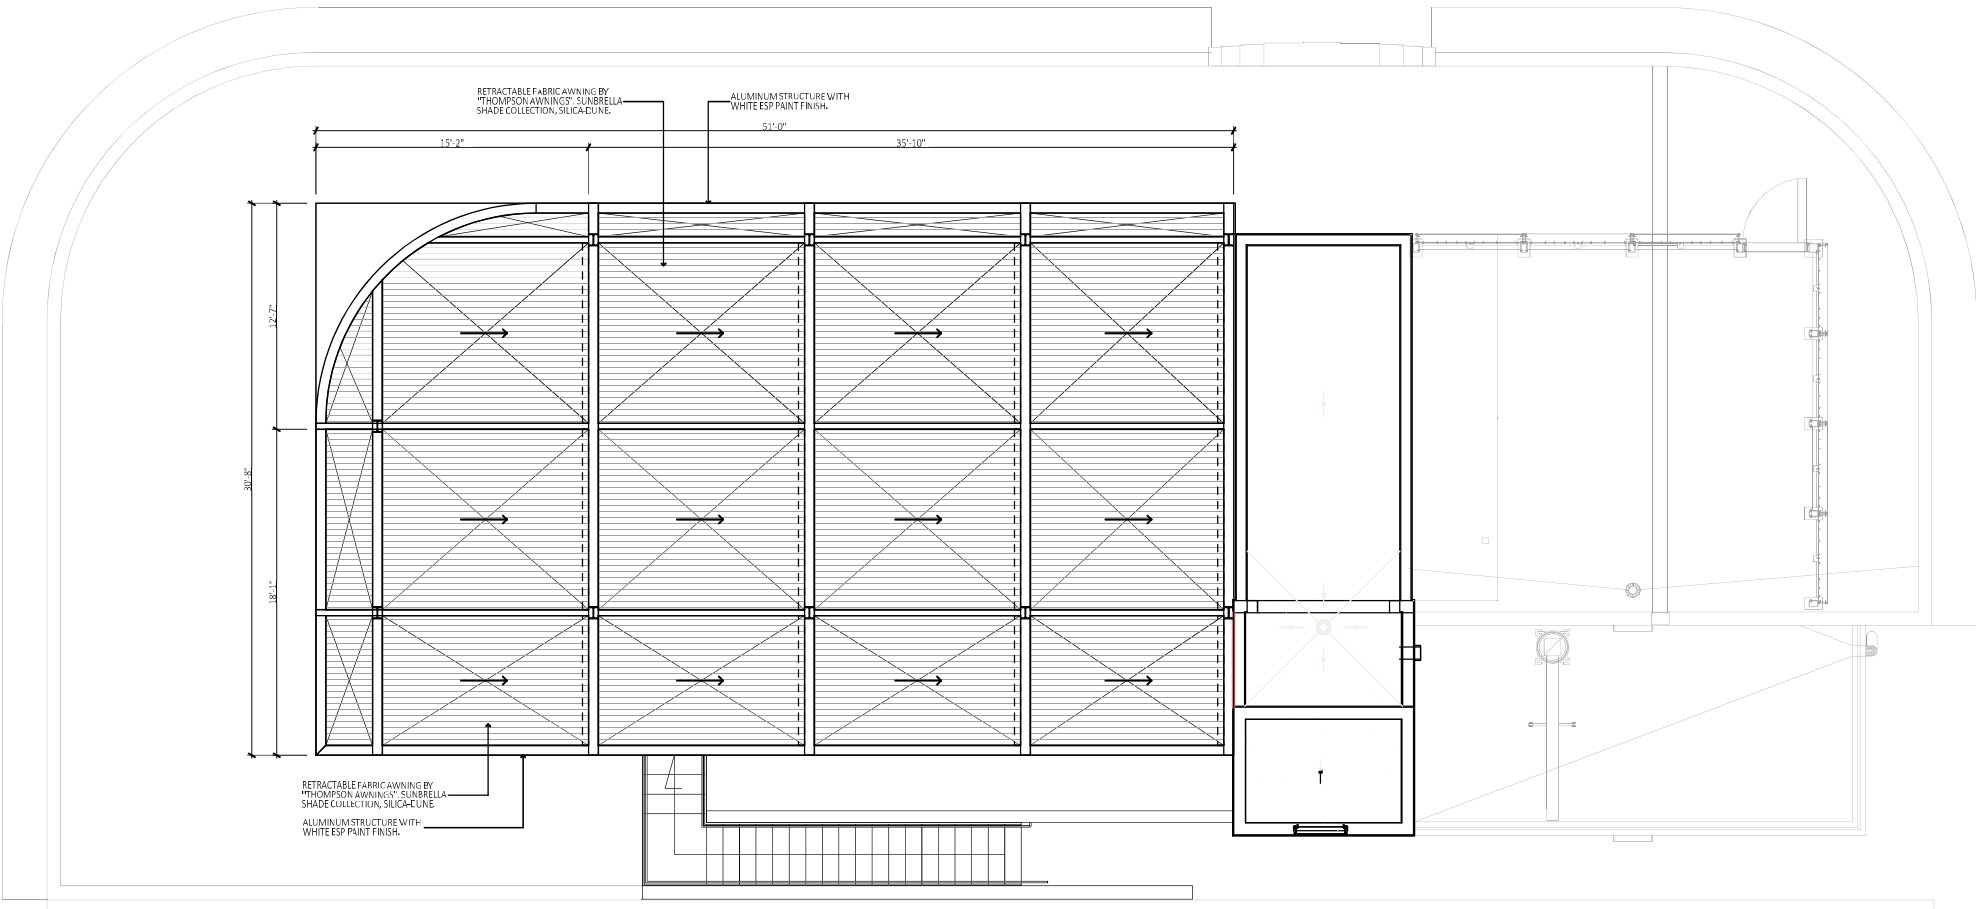 RETRACTABLE FABRIC AWNING BY
"THOMPSON AWNINGS". SUNBRELLA
SHADE COLLECTION, SILICA-DUNE.
ALUMINUM STRUCTURE WITH
WHITE ESP PAINT FINISH.
51'-0"
15'-2"
35'-10"
12'-7"
30'-8"
18'-1"
RETRACTABLE FABRIC AWNING BY
"THOMPSON AWNINGS". SUNBRELLA
SHADE COLLECTION, SILICA-DUNE.
ALUMINUM STRUCTURE WITH
WHITE ESP PAINT FINISH.